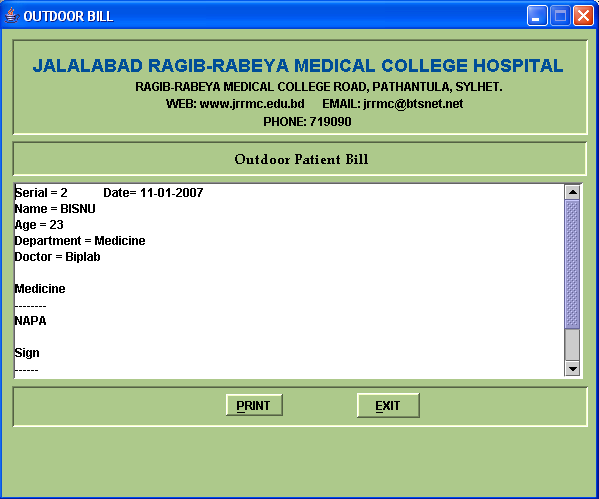 OUTDOOR BILL
JALALABAD RAGIB-RABEYA MEDICAL COLLEGE HOSPITAL
RAGIB-RABEYA MEDICAL COLLEGE ROAD, PATHANTULA, SYLHET.
WEB: www.jrrmc.edu.bd EMAIL: jrrmc@btsnet.net
PHONE: 719090
Outdoor Patient Bill
Serial = 2 Date= 11-01-2007
Name = BISNU
Age = 23
Department = Medicine
Doctor = Biplab
Medicine
--------
NAPA
Sign
------
PRINT EXIT